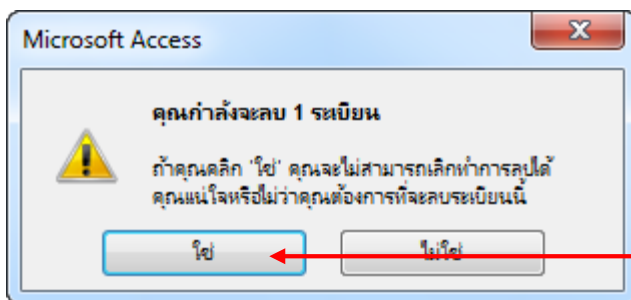 Microsoft Access
คุณกำลังจะลบ 1 ระเบียน
ถ้าคุณคลิก 'ใช่' คุณจะไม่สามารถเลิกทำการลบได้
คุณแน่ใจหรือไม่ว่าคุณต้องการที่จะลบระเบียนนี้
ใช่ ไม่ใช่